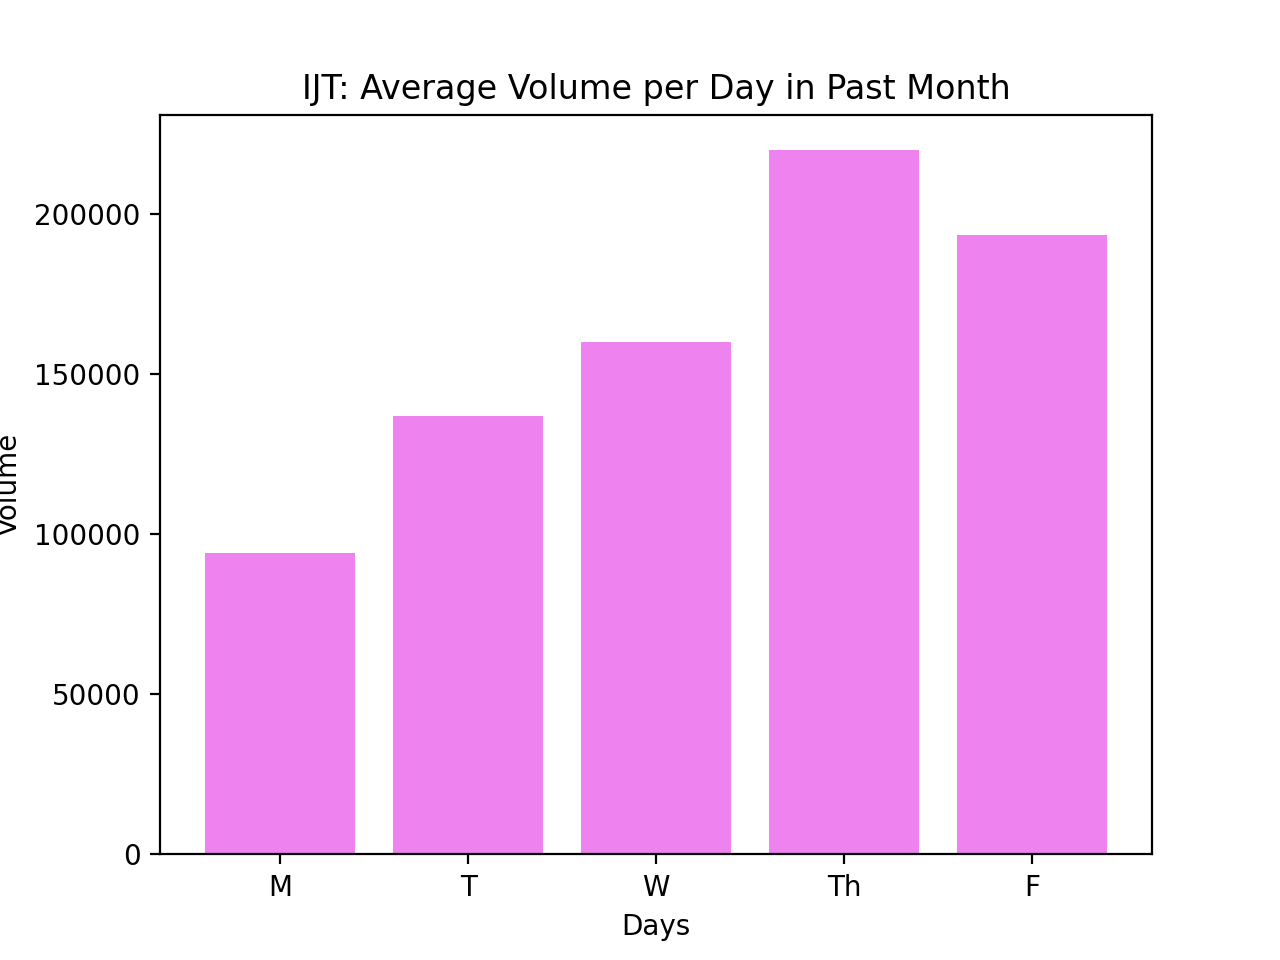 IJT: Average Volume per Day in Past Month
200000
150000
100000
50000
0
Volume
M T W Th F
Days